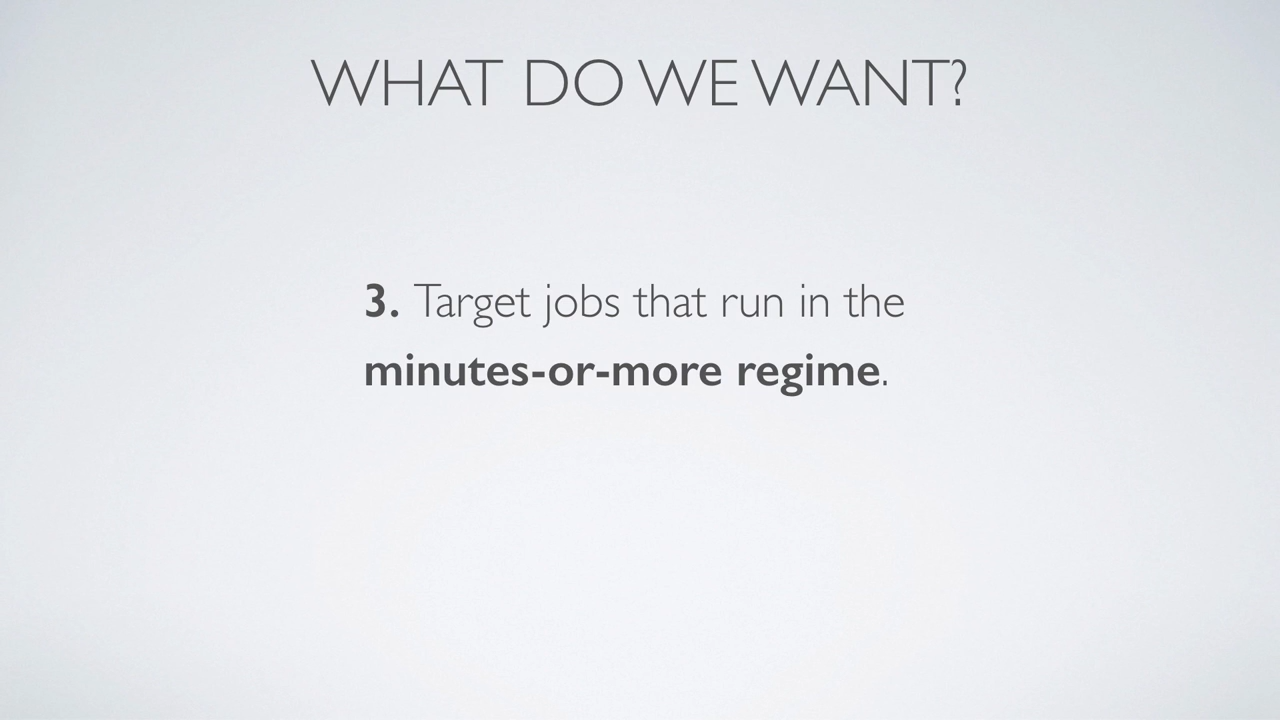 WHAT DO WE WANT?
3. Target jobs that run in the
minutes-or-more regime.